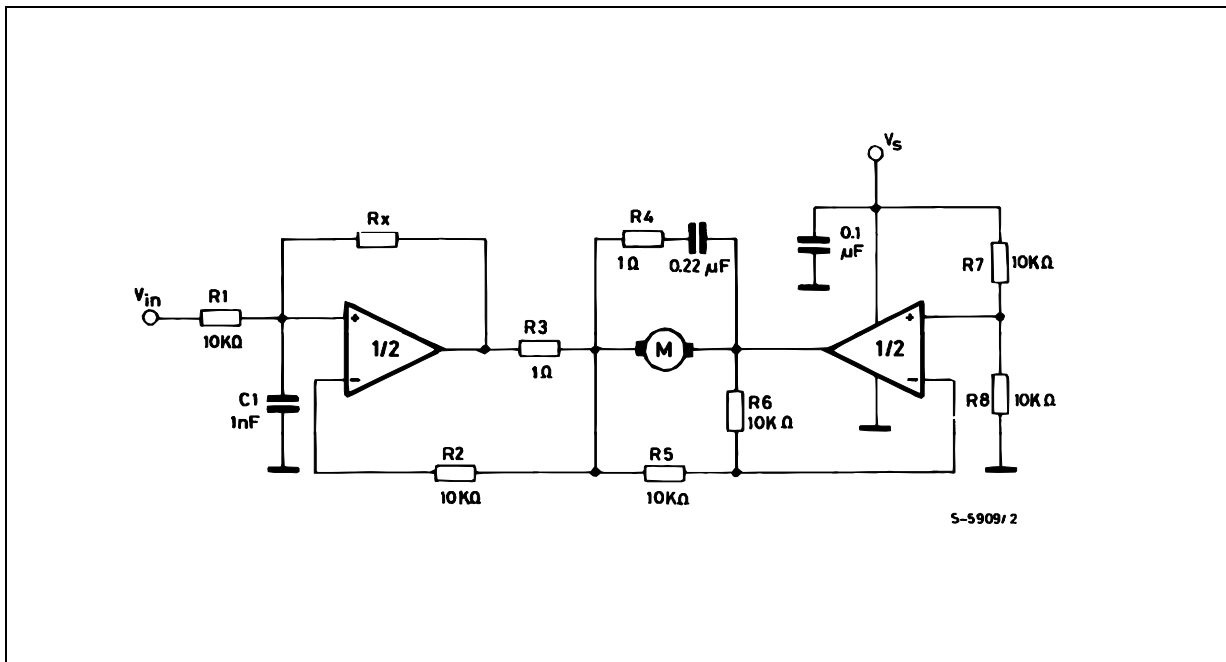 Vs
Rx
R4
1Ω
0.22 µF
0.1
µF
R7
10KΩ
Vin
R1
10KΩ
+
1/2
−
R3
1Ω
M
1/2
+
−
C1
1nF
R6
10KΩ
R8
10KΩ
R2
10KΩ
R5
10KΩ
S-5909/2